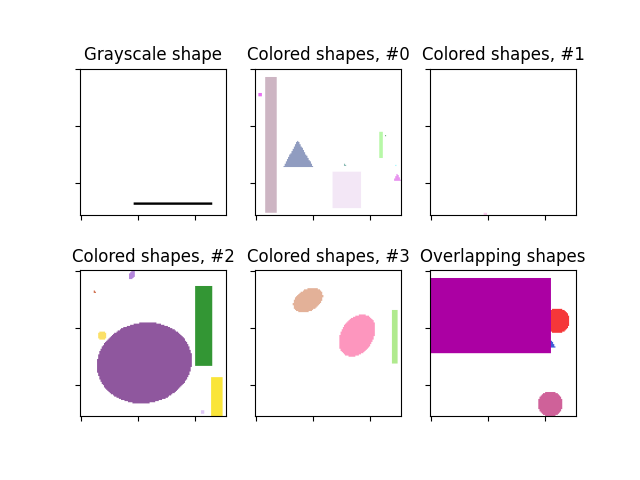 Grayscale shape
Colored shapes, #0
Colored shapes, #1
Colored shapes, #2
Colored shapes, #3
Overlapping shapes